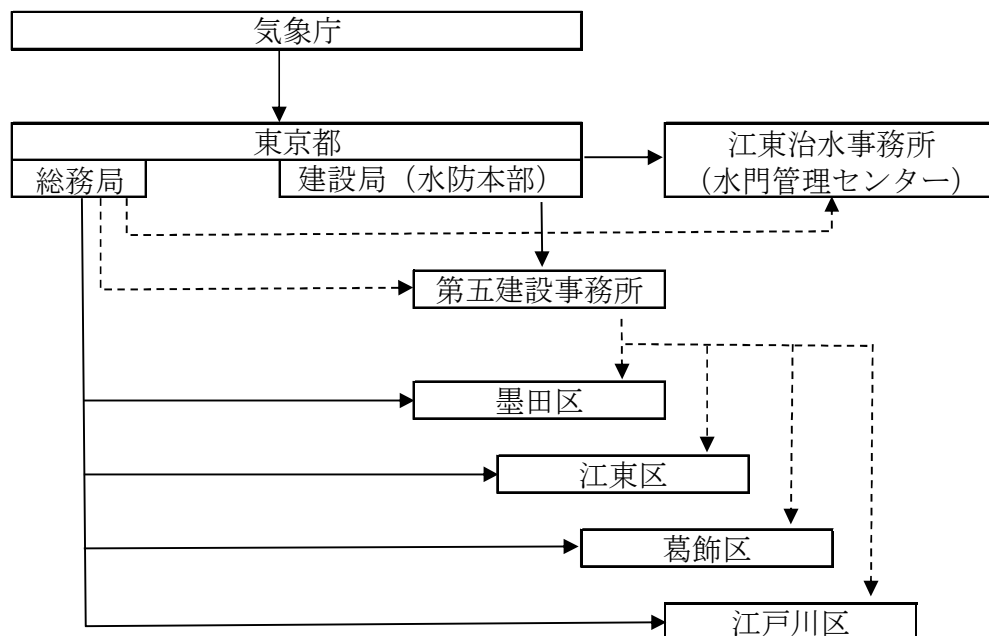 気象庁
東京都
総務局
建設局（水防本部）
江東治水事務所
（水門管理センター）
第五建設事務所
墨田区
江東区
葛飾区
江戸川区